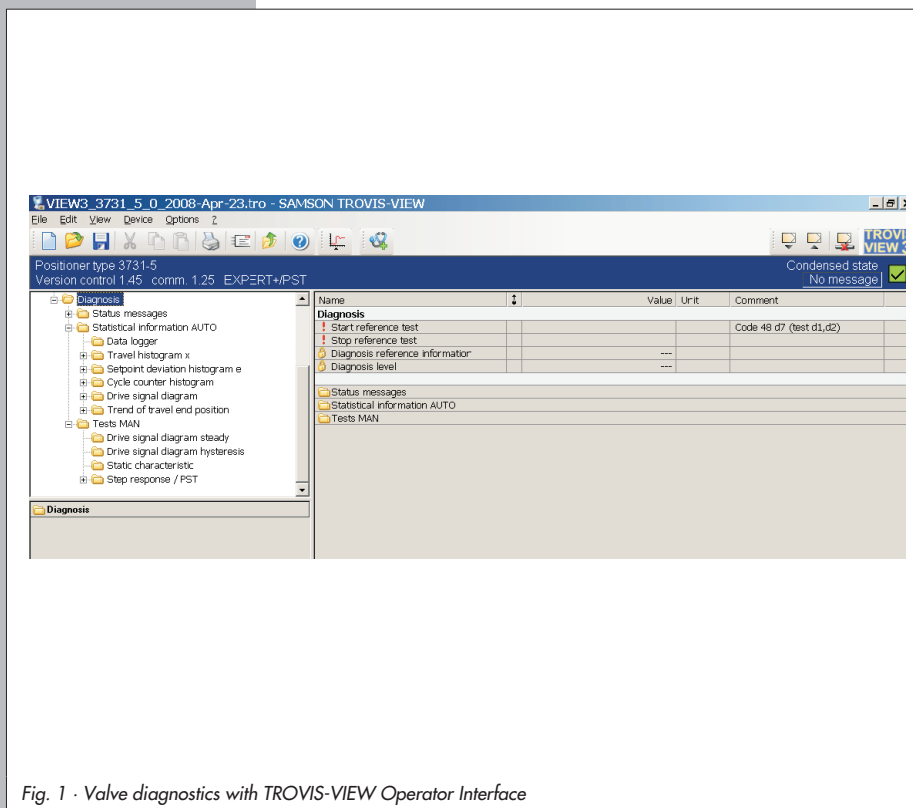 VIEW3_3731_5_0_2008-Apr-23.tro - SAMSON TROVIS-VIEW
File Edit View Device Options ?
TROVI
VIEW 3
Positioner type 3731-5
Version control 1.45 comm. 1.25 EXPERT+/PST
Condensed state
No message
Diagnosis
Status messages
Statistical information AUTO
Data logger
Travel histogram x
Setpoint deviation histogram e
Cycle counter histogram
Drive signal diagram
Trend of travel end position
Tests MAN
Drive signal diagram steady
Drive signal diagram hysteresis
Static characteristic
Step response / PST
Diagnosis
Name Value Unit Comment
Diagnosis
Start reference test Code 48 d7 (test d1,d2)
Stop reference test
Diagnosis reference information ---
Diagnosis level ---
Status messages
Statistical information AUTO
Tests MAN
Fig. 1 · Valve diagnostics with TROVIS-VIEW Operator Interface